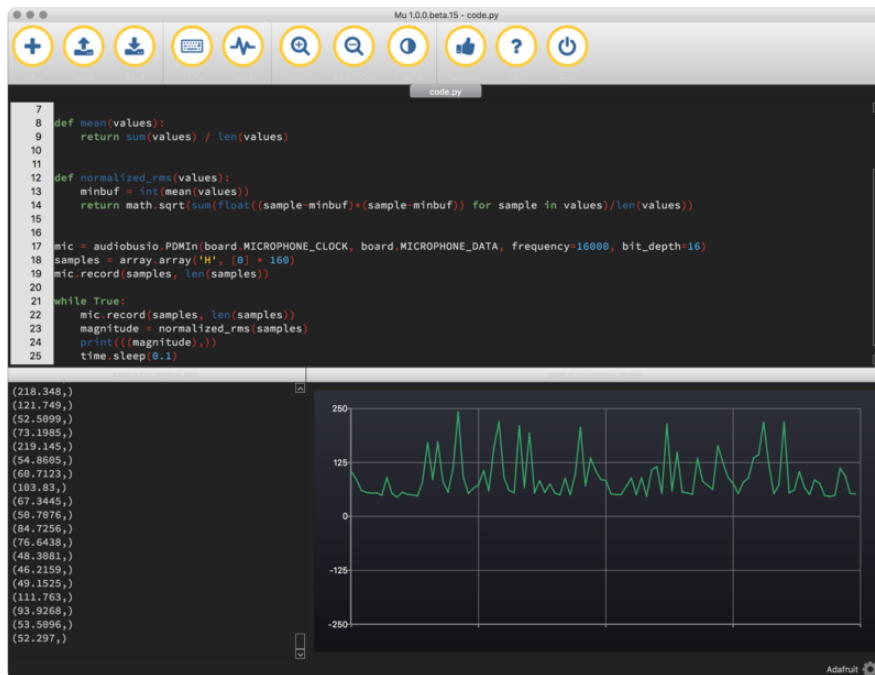 Mu 1.0.0.beta.15 - code.py
code.py
7
8 def mean(values):
9     return sum(values) / len(values)
10
11
12 def normalized_rms(values):
13     minbuf = int(mean(values))
14     return math.sqrt(sum(float((sample-minbuf)*(sample-minbuf)) for sample in values)/len(values))
15
16
17 mic = audiobusio.PDMIn(board.MICROPHONE_CLOCK, board.MICROPHONE_DATA, frequency=16000, bit_depth=16)
18 samples = array.array('H', [0] * 160)
19 mic.record(samples, len(samples))
20
21 while True:
22     mic.record(samples, len(samples))
23     magnitude = normalized_rms(samples)
24     print(((magnitude),))
25     time.sleep(0.1)
(218.348,)
(121.749,)
(52.5099,)
(73.1985,)
(219.145,)
(54.8605,)
(60.7123,)
(103.83,)
(67.3445,)
(50.7076,)
(84.7256,)
(76.6438,)
(48.3081,)
(46.2159,)
(49.1525,)
(111.763,)
(93.9268,)
(53.5096,)
(52.297,)
250
125
0
-125
-250
Adafruit